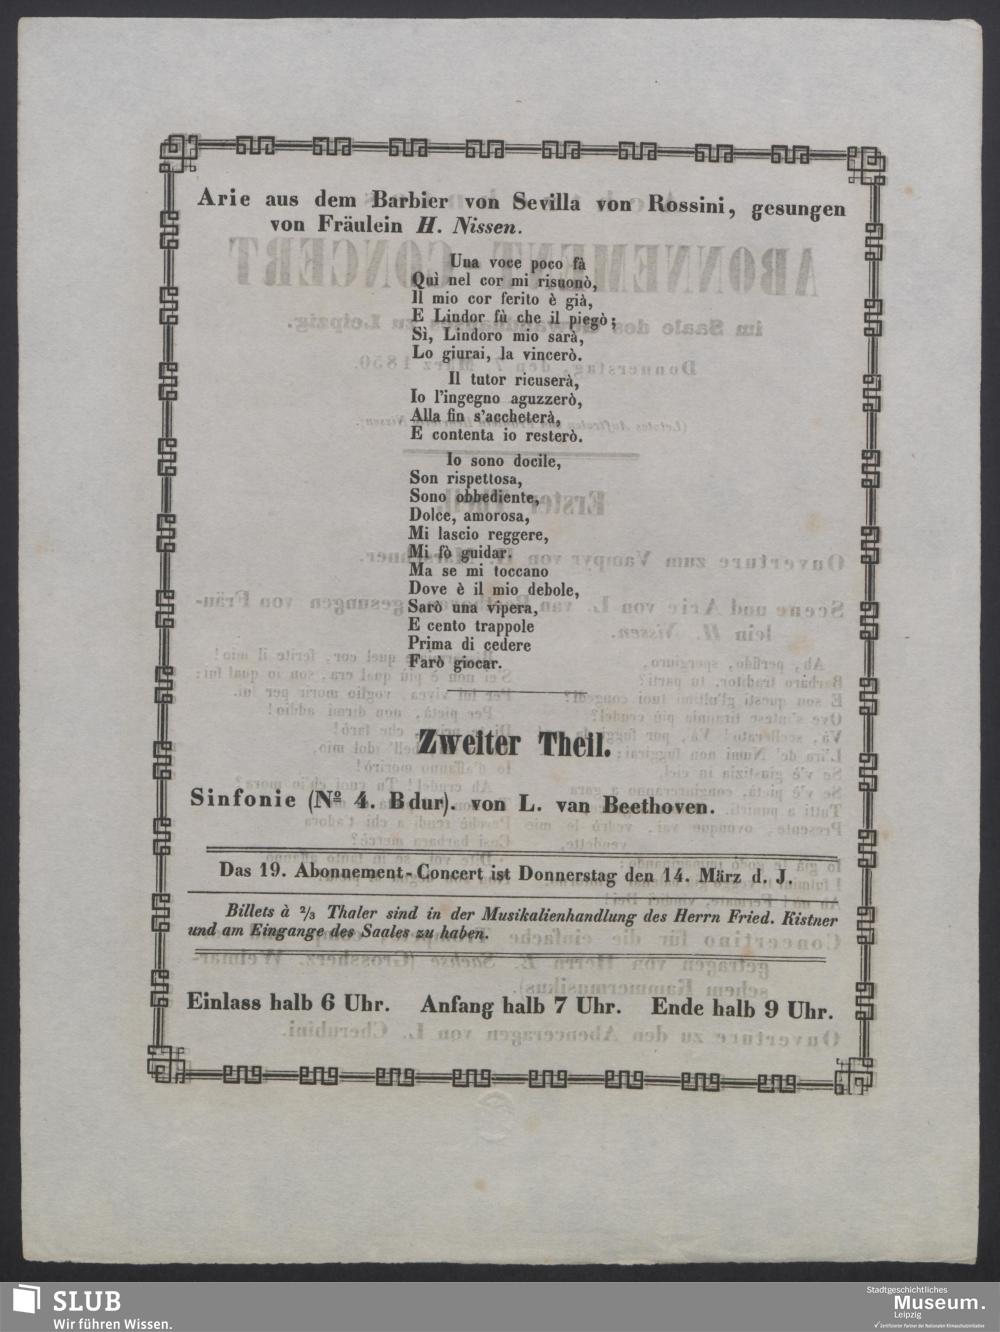 Arie aus dem Barbier von Sevilla von Rossini, gesungen
von Fräulein H. Nissen.
Una voce poco fà
Quì nel cor mi risuonò,
Il mio cor ferito è già,
E Lindor fù che il piegò;
Sì, Lindoro mio sarà,
Lo giurai, la vincerò.
Il tutor ricuserà,
Io l'ingegno aguzzerò,
Alla fin s'accheterà,
E contenta io resterò.
Io sono docile,
Son rispettosa,
Sono obbediente,
Dolce, amorosa,
Mi lascio reggere,
Mi fò guidar.
Ma se mi toccano
Dove è il mio debole,
Sarò una vipera,
E cento trappole
Prima di cedere
Farò giocar.
Zweiter Theil.
Sinfonie (No 4. Bdur). von L. van Beethoven.
Das 19. Abonnement-Concert ist Donnerstag den 14. März d. J.
Billets à 2/3 Thaler sind in der Musikalienhandlung des Herrn Fried. Kistner
und am Eingange des Saales zu haben.
Einlass halb 6 Uhr. Anfang halb 7 Uhr. Ende halb 9 Uhr.
SLUB
Wir führen Wissen.
Stadtgeschichtliches
Museum.
Leipzig
Zertifizierter Partner der Nationalen Klimaschutzinitiative